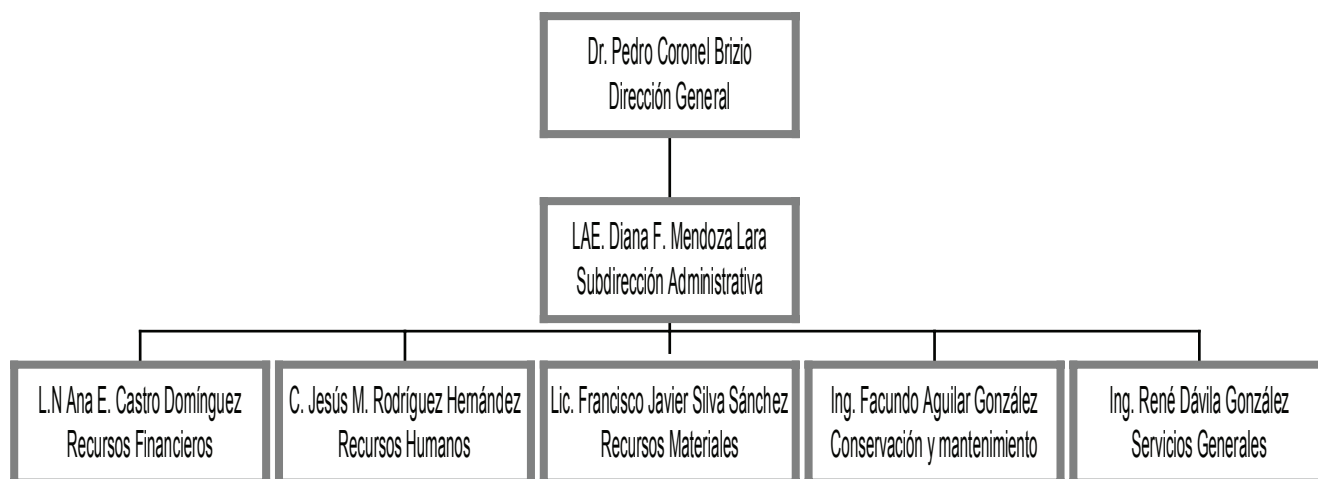 Dr. Pedro Coronel Brizio
Dirección General
LAE. Diana F. Mendoza Lara
Subdirección Administrativa
L.N Ana E. Castro Domínguez
Recursos Financieros
C. Jesús M. Rodríguez Hernández
Recursos Humanos
Lic. Francisco Javier Silva Sánchez
Recursos Materiales
Ing. Facundo Aguilar González
Conservación y mantenimiento
Ing. René Dávila González
Servicios Generales